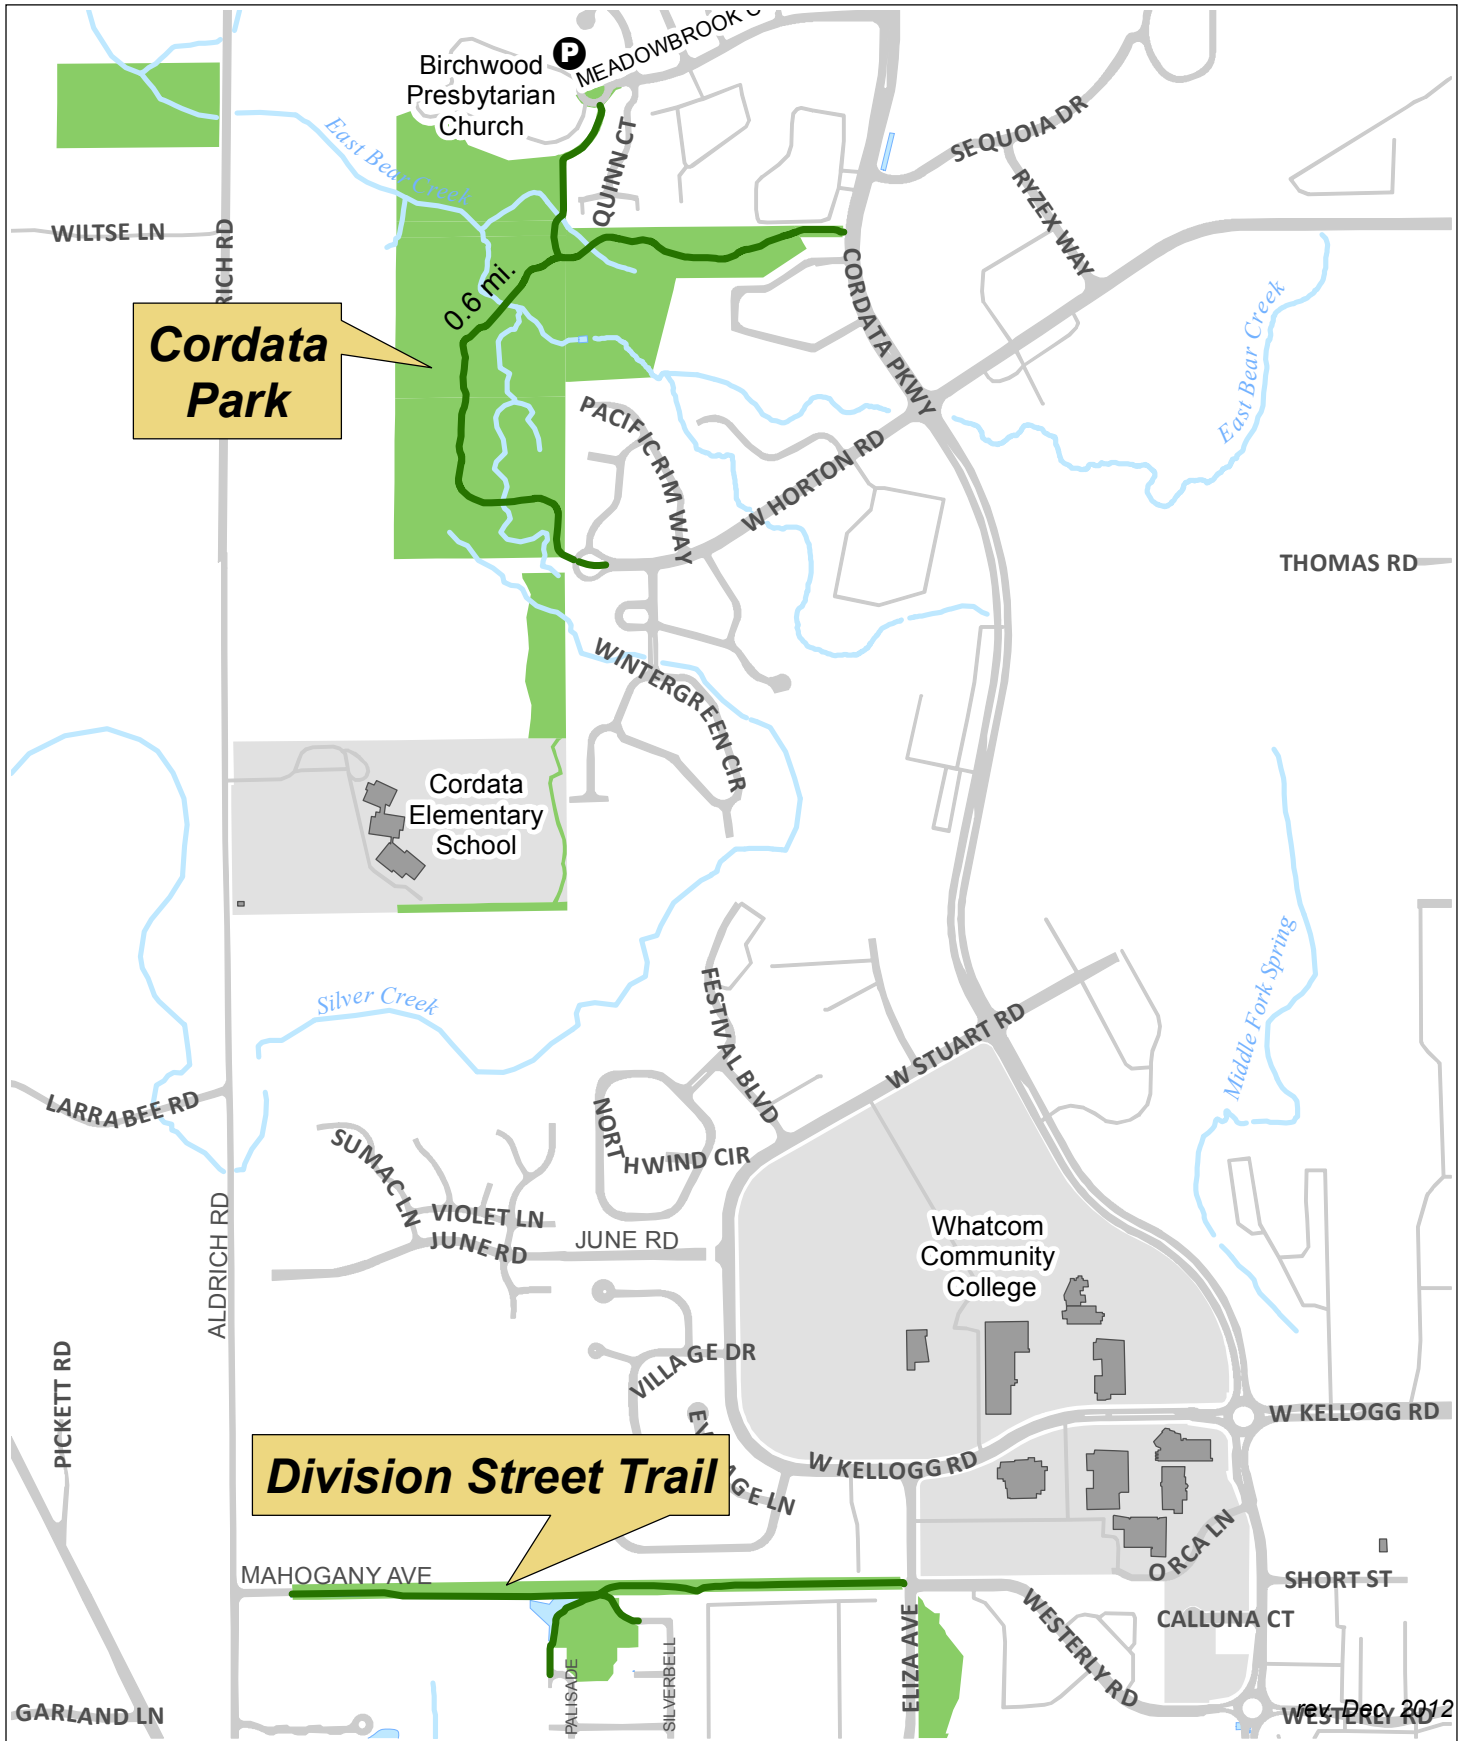 MEADOWBROOK C
P
Birchwood
Presbytarian
Church
QUINN CT
East Bear Creek
SEQUOIA DR
RYZEX WAY
WILTSE LN
RICH RD
0.6 mi.
Cordata
Park
CORDATA PKWY
East Bear Creek
PACIFIC RIM WAY
W HORTON RD
THOMAS RD
WINTERGREEN CIR
Cordata
Elementary
School
Silver Creek
FESTIVAL BLVD
W STUART RD
Middle Fork Spring
LARRABEE RD
SUMAC LN
NORTHWIND CIR
VIOLET LN
JUNE RD
JUNE RD
ALDRICH RD
Whatcom
Community
College
PICKETT RD
VILLAGE DR
W KELLOGG RD
W KELLOGG RD
Division Street Trail
AGE LN
ORCA LN
MAHOGANY AVE
SHORT ST
CALLUNA CT
ELIZA AVE
WESTERLY RD
PALISADE
SILVERBELL
GARLAND LN
WESTERLY RD
rev. Dec. 2012